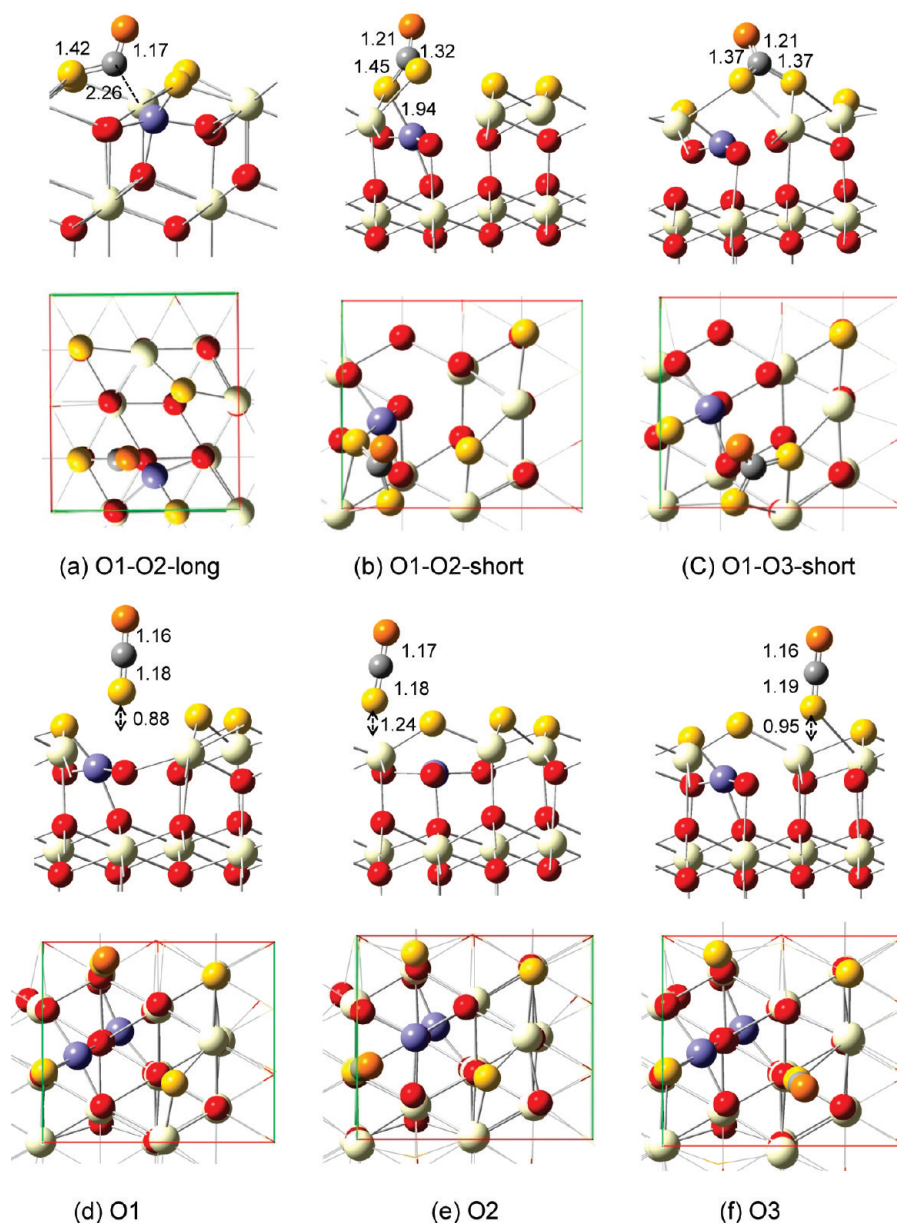 1.42 1.17
2.26
1.21 1.32
1.45
1.94
1.21
1.37 1.37
(a) O1-O2-long
(b) O1-O2-short
(C) O1-O3-short
1.16
1.18
0.88
1.17
1.18
1.24
1.16
1.19
0.95
(d) O1
(e) O2
(f) O3